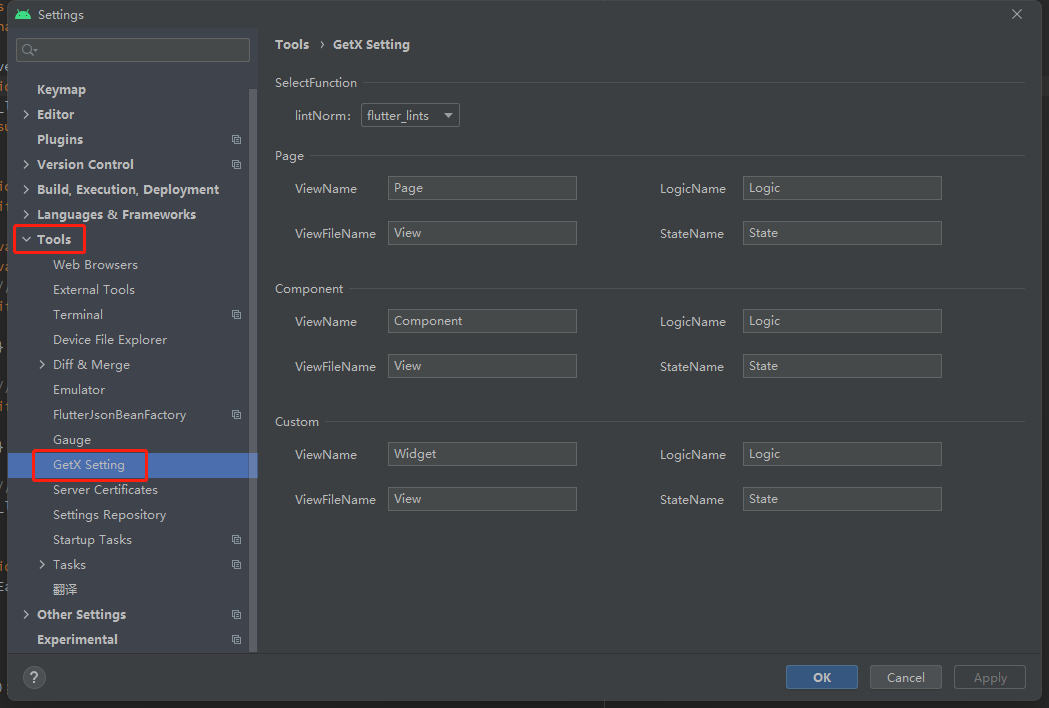 Settings
Keymap
Editor
Plugins
Version Control
Build, Execution, Deployment
Languages & Frameworks
Tools
Web Browsers
External Tools
Terminal
Device File Explorer
Diff & Merge
Emulator
FlutterJsonBeanFactory
Gauge
GetX Setting
Server Certificates
Settings Repository
Startup Tasks
Tasks
翻译
Other Settings
Experimental
Tools › GetX Setting
SelectFunction
lintNorm: flutter_lints
Page
ViewName Page LogicName Logic
ViewFileName View StateName State
Component
ViewName Component LogicName Logic
ViewFileName View StateName State
Custom
ViewName Widget LogicName Logic
ViewFileName View StateName State
?
OK Cancel Apply